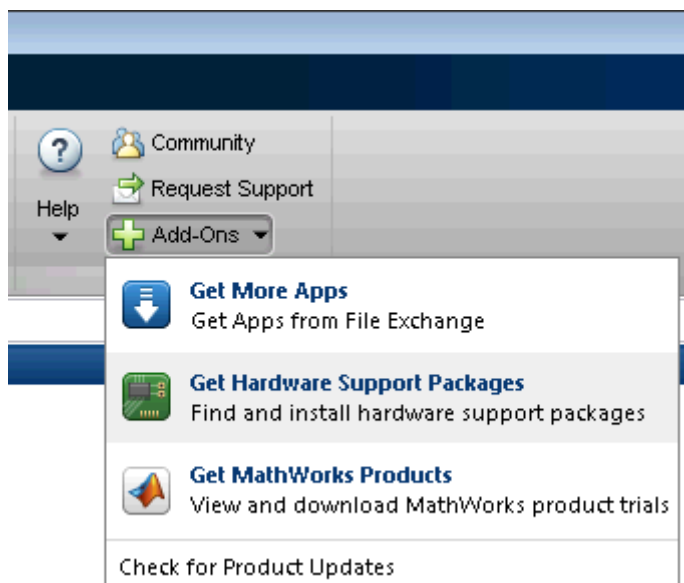 Community
Request Support
Help
Add-Ons
Get More Apps
Get Apps from File Exchange
Get Hardware Support Packages
Find and install hardware support packages
Get MathWorks Products
View and download MathWorks product trials
Check for Product Updates